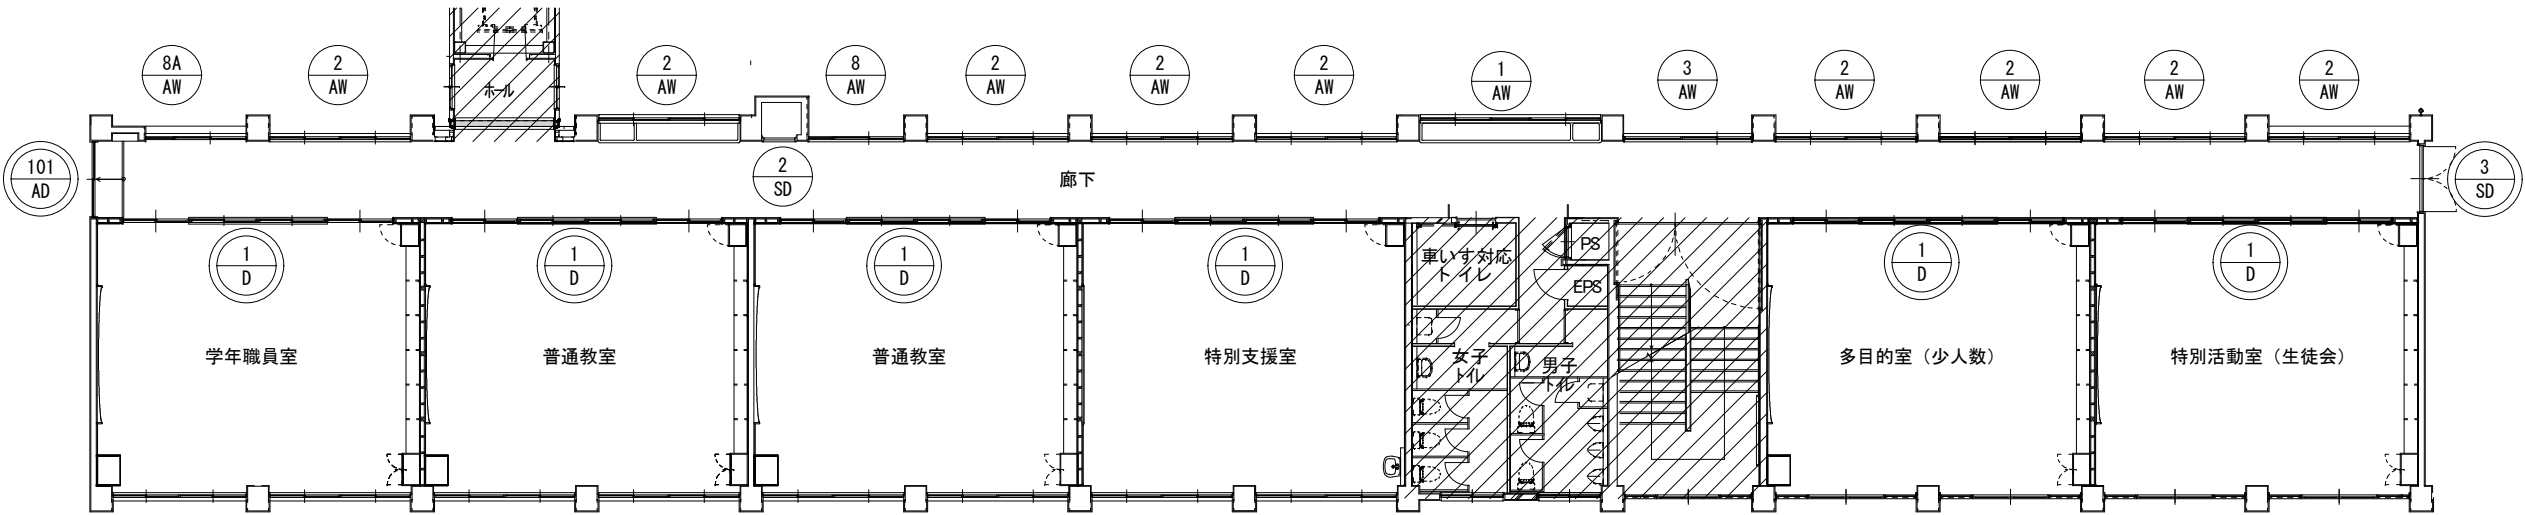 8A
AW
2
AW
2
AW
8
AW
2
AW
2
AW
2
AW
1
AW
3
AW
2
AW
2
AW
2
AW
2
AW
ホール
101
AD
2
SD
廊下
3
SD
1
D
1
D
1
D
1
D
車いす対応
トイレ
PS
EPS
1
D
1
D
学年職員室
普通教室
普通教室
特別支援室
女子
トイレ
男子
トイレ
多目的室（少人数）
特別活動室（生徒会）